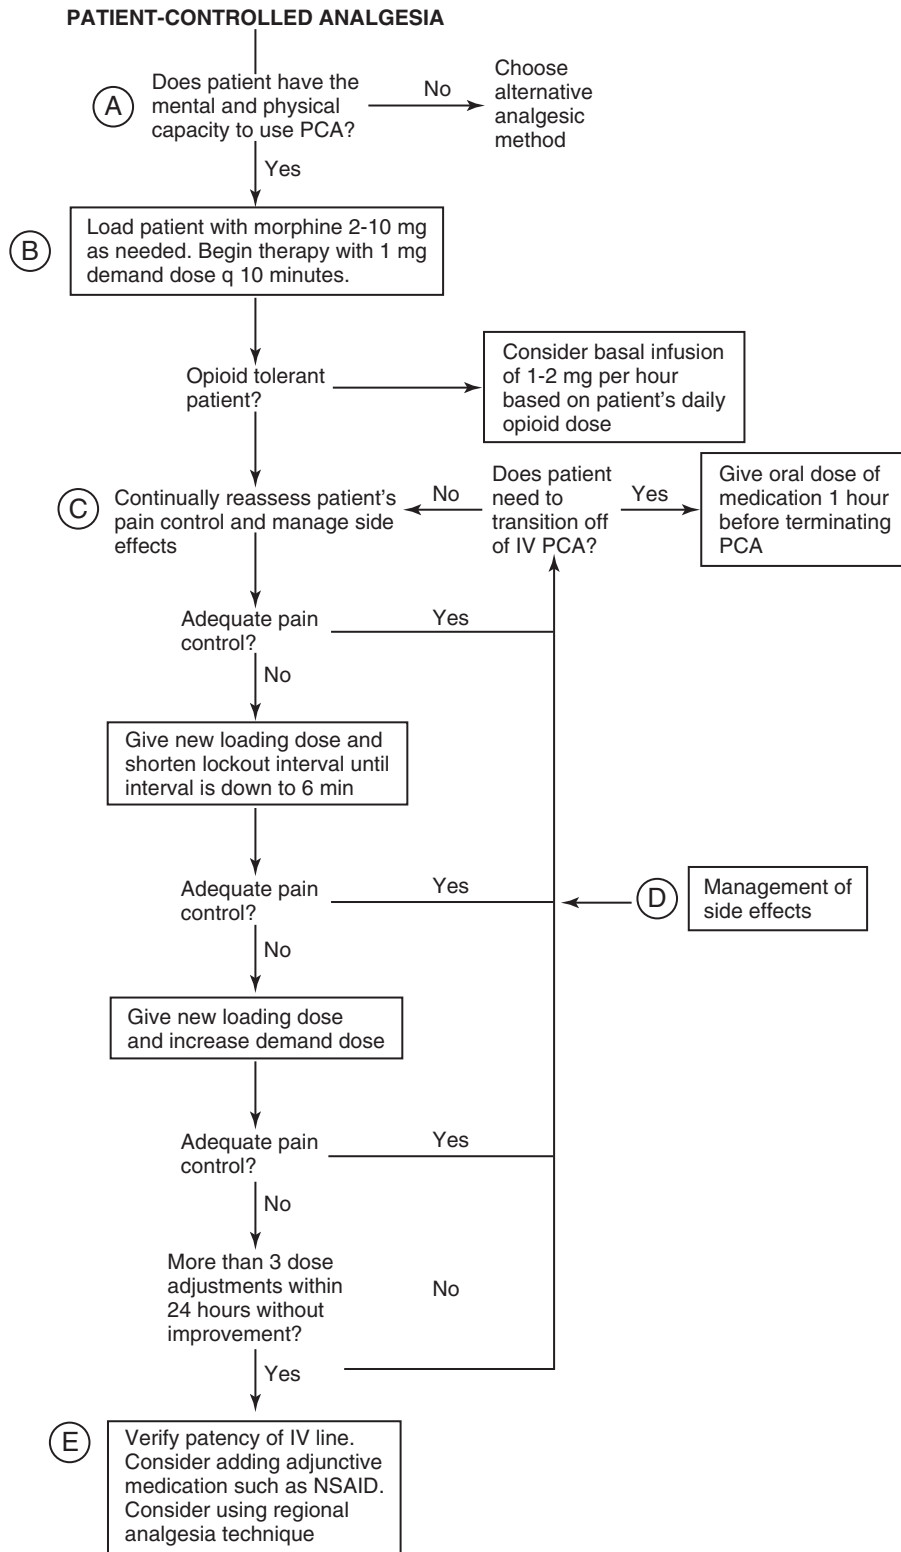 PATIENT-CONTROLLED ANALGESIA
A
Does patient have the
mental and physical
capacity to use PCA?
No
Choose
alternative
analgesic
method
Yes
B
Load patient with morphine 2-10 mg
as needed. Begin therapy with 1 mg
demand dose q 10 minutes.
Opioid tolerant
patient?
Consider basal infusion
of 1-2 mg per hour
based on patient's daily
opioid dose
C
Continually reassess patient's
pain control and manage side
effects
No
Does patient
need to
transition off
of IV PCA?
Yes
Give oral dose of
medication 1 hour
before terminating
PCA
Adequate pain
control?
Yes
No
Give new loading dose and
shorten lockout interval until
interval is down to 6 min
Adequate pain
control?
Yes
D
Management of
side effects
No
Give new loading dose
and increase demand dose
Adequate pain
control?
Yes
No
More than 3 dose
adjustments within
24 hours without
improvement?
No
Yes
E
Verify patency of IV line.
Consider adding adjunctive
medication such as NSAID.
Consider using regional
analgesia technique